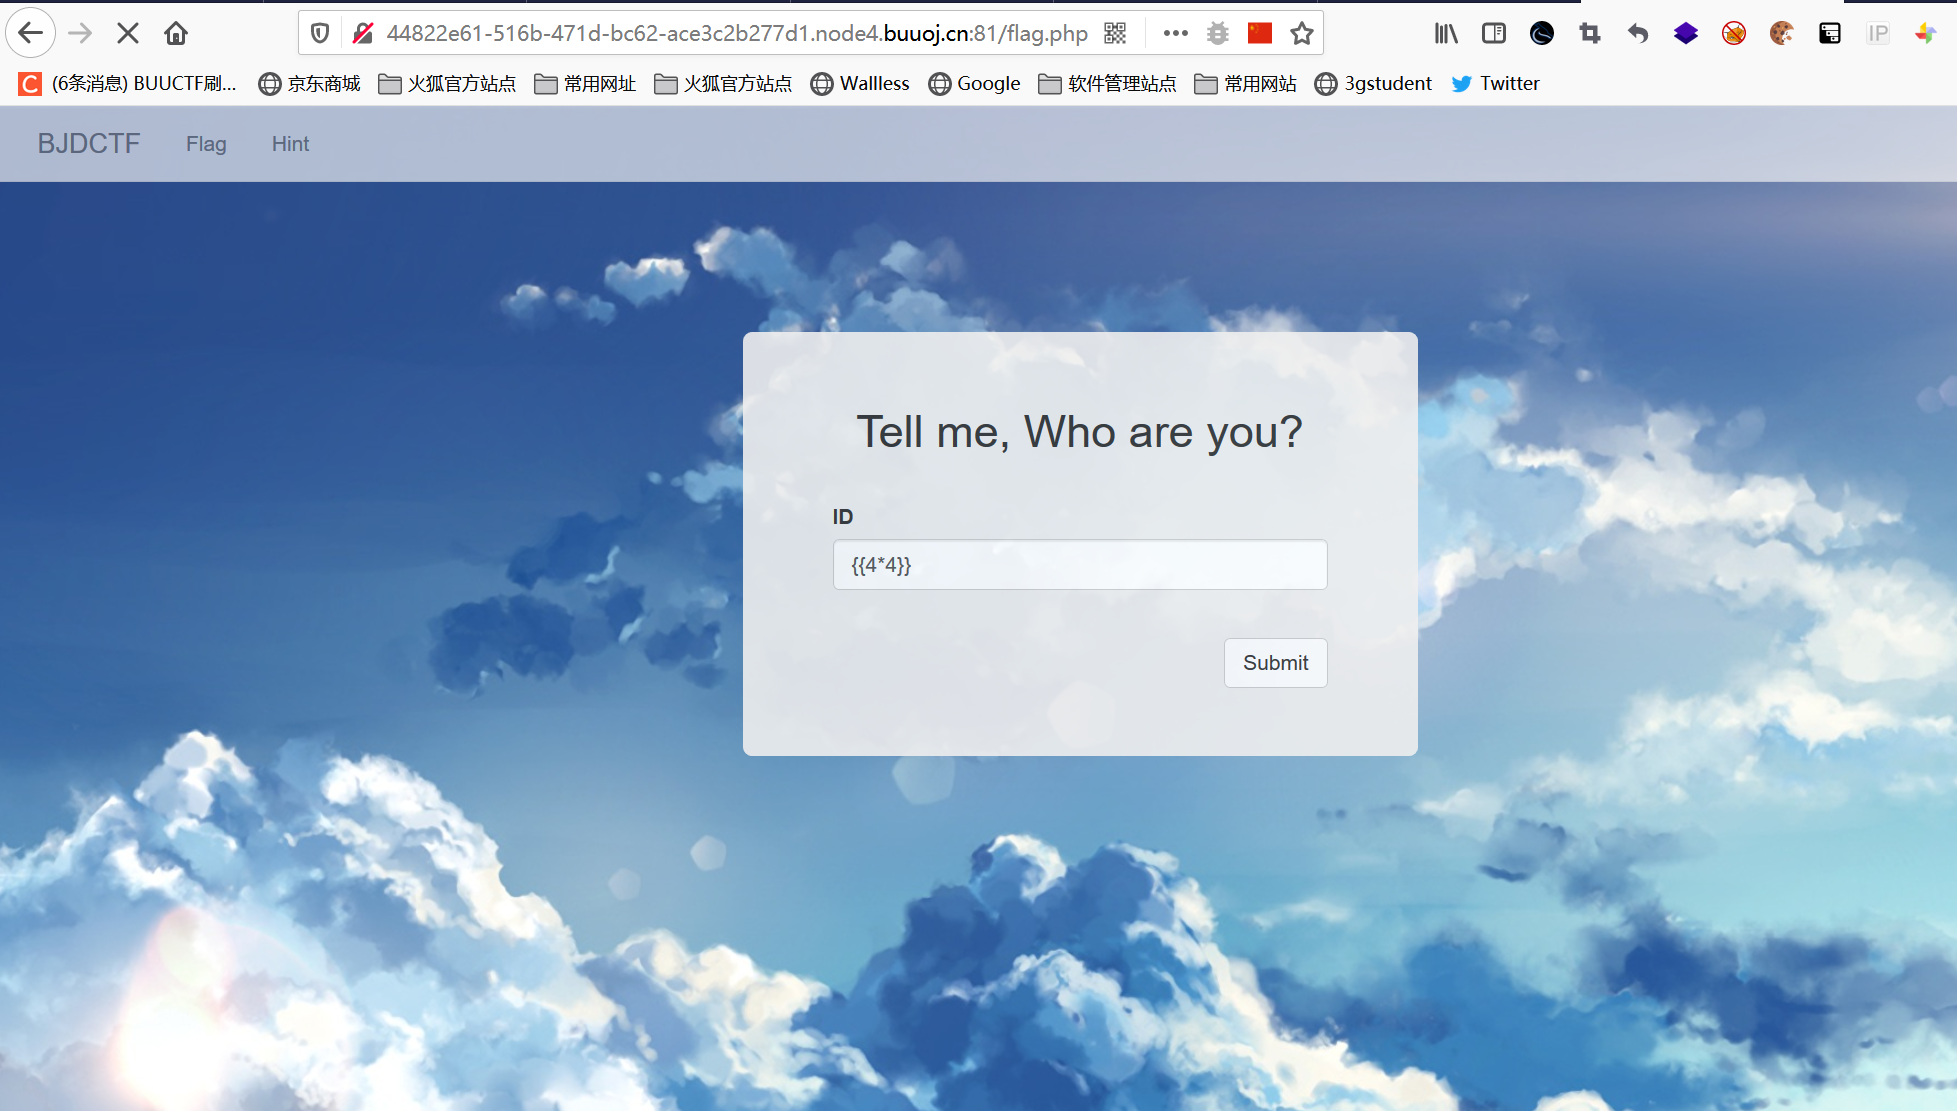 44822e61-516b-471d-bc62-ace3c2b277d1.node4.buuoj.cn:81/flag.php
IP
C (6条消息) BUUCTF刷... 京东商城 火狐官方站点 常用网址 火狐官方站点 Wallless Google 软件管理站点 常用网站 3gstudent Twitter
BJDCTF Flag Hint
Tell me, Who are you?
ID
{{4*4}}
Submit